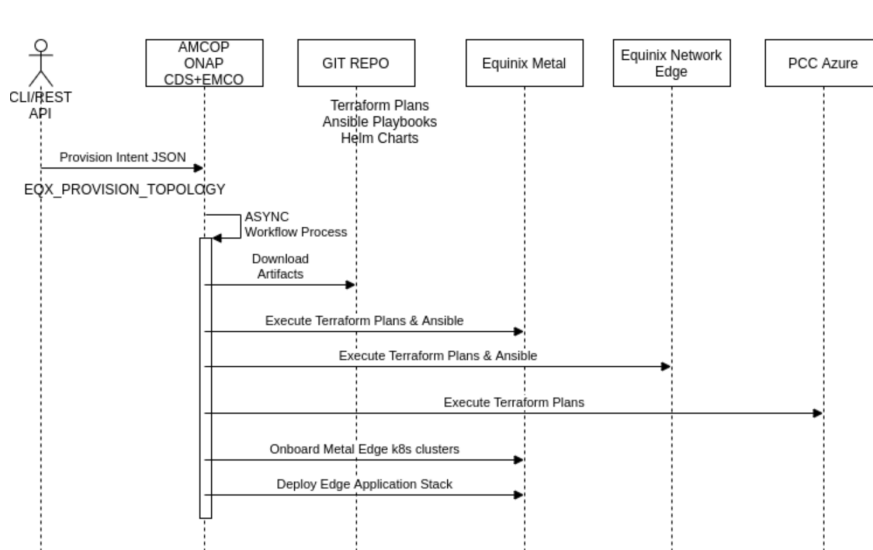 CLI/REST
API
AMCOP
ONAP
CDS+EMCO
GIT REPO
Equinix Metal
Equinix Network
Edge
PCC Azure
Terraform Plans
Ansible Playbooks
Helm Charts
Provision Intent JSON
EQX_PROVISION_TOPOLOGY
ASYNC
Workflow Process
Download
Artifacts
Execute Terraform Plans & Ansible
Execute Terraform Plans & Ansible
Execute Terraform Plans
Onboard Metal Edge k8s clusters
Deploy Edge Application Stack